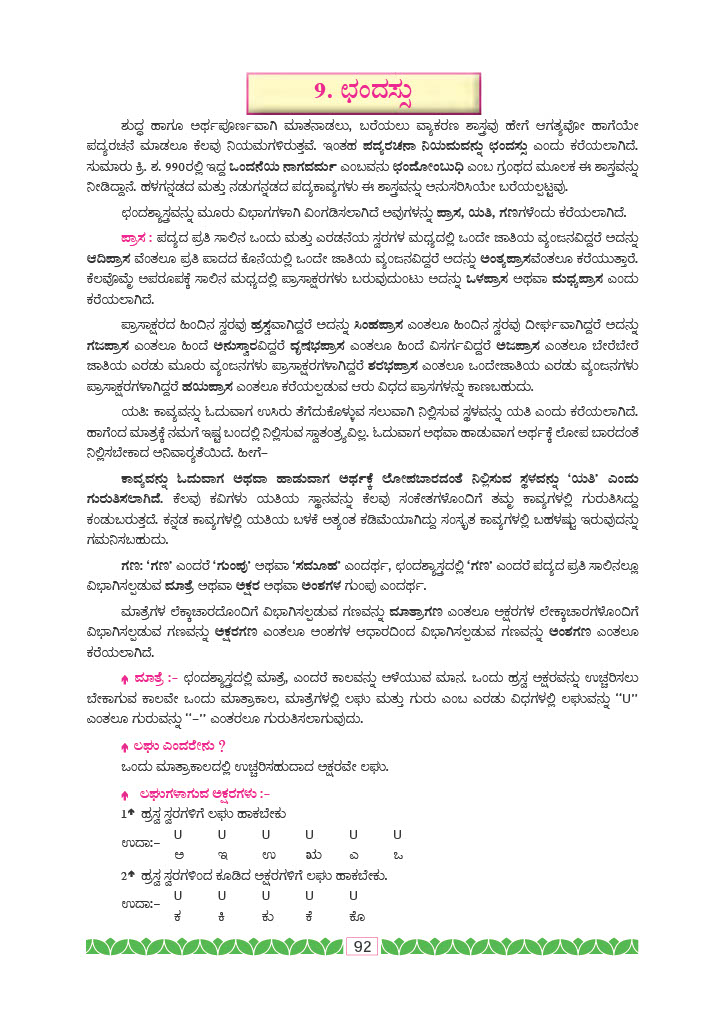 9. ಛಂದಸ್ಸು
ಶುದ್ಧ ಹಾಗೂ ಅರ್ಥಪೂರ್ಣವಾಗಿ ಮಾತನಾಡಲು, ಬರೆಯಲು ವ್ಯಾಕರಣ ಶಾಸ್ತ್ರವು ಹೇಗೆ ಅಗತ್ಯವೋ ಹಾಗೆಯೇ
ಪದ್ಯರಚನೆ ಮಾಡಲೂ ಕೆಲವು ನಿಯಮಗಳಿರುತ್ತವೆ. ಇಂತಹ ಪದ್ಯರಚನಾ ನಿಯಮವನ್ನು ಛಂದಸ್ಸು ಎಂದು ಕರೆಯಲಾಗಿದೆ.
ಸುಮಾರು ಕ್ರಿ. ಶ. 990ರಲ್ಲಿ ಇದ್ದ ಒಂದನೆಯ ನಾಗವರ್ಮ ಎಂಬವನು ಛಂದೋಂಬುಧಿ ಎಂಬ ಗ್ರಂಥದ ಮೂಲಕ ಈ ಶಾಸ್ತ್ರವನ್ನು
ನೀಡಿದ್ದಾನೆ. ಹಳಗನ್ನಡದ ಮತ್ತು ನಡುಗನ್ನಡದ ಪದ್ಯಕಾವ್ಯಗಳು ಈ ಶಾಸ್ತ್ರವನ್ನು ಅನುಸರಿಸಿಯೇ ಬರೆಯಲ್ಪಟ್ಟವು.
ಛಂದಶ್ಶಾಸ್ತ್ರವನ್ನು ಮೂರು ವಿಭಾಗಗಳಾಗಿ ವಿಂಗಡಿಸಲಾಗಿದೆ ಅವುಗಳನ್ನು ಪ್ರಾಸ, ಯತಿ, ಗಣಗಳೆಂದು ಕರೆಯಲಾಗಿದೆ.
ಪ್ರಾಸ : ಪದ್ಯದ ಪ್ರತಿ ಸಾಲಿನ ಒಂದು ಮತ್ತು ಎರಡನೆಯ ಸ್ವರಗಳ ಮಧ್ಯದಲ್ಲಿ ಒಂದೇ ಜಾತಿಯ ವ್ಯಂಜನವಿದ್ದರೆ ಅದನ್ನು
ಆದಿಪ್ರಾಸ ವೆಂತಲೂ ಪ್ರತಿ ಪಾದದ ಕೊನೆಯಲ್ಲಿ ಒಂದೇ ಜಾತಿಯ ವ್ಯಂಜನವಿದ್ದರೆ ಅದನ್ನು ಅಂತ್ಯಪ್ರಾಸವೆಂತಲೂ ಕರೆಯುತ್ತಾರೆ.
ಕೆಲವೊಮ್ಮೆ ಅಪರೂಪಕ್ಕೆ ಸಾಲಿನ ಮಧ್ಯದಲ್ಲಿ ಪ್ರಾಸಾಕ್ಷರಗಳು ಬರುವುದುಂಟು ಅದನ್ನು ಒಳಪ್ರಾಸ ಅಥವಾ ಮಧ್ಯಪ್ರಾಸ ಎಂದು
ಕರೆಯಲಾಗಿದೆ.
ಪ್ರಾಸಾಕ್ಷರದ ಹಿಂದಿನ ಸ್ವರವು ಹ್ರಸ್ವವಾಗಿದ್ದರೆ ಅದನ್ನು ಸಿಂಹಪ್ರಾಸ ಎಂತಲೂ ಹಿಂದಿನ ಸ್ವರವು ದೀರ್ಘವಾಗಿದ್ದರೆ ಅದನ್ನು
ಗಜಪ್ರಾಸ ಎಂತಲೂ ಹಿಂದೆ ಅನುಸ್ವಾರವಿದ್ದರೆ ವೃಷಭಪ್ರಾಸ ಎಂತಲೂ ಹಿಂದೆ ವಿಸರ್ಗವಿದ್ದರೆ ಅಜಪ್ರಾಸ ಎಂತಲೂ ಬೇರೆಬೇರೆ
ಜಾತಿಯ ಎರಡು ಮೂರು ವ್ಯಂಜನಗಳು ಪ್ರಾಸಾಕ್ಷರಗಳಾಗಿದ್ದರೆ ಶರಭಪ್ರಾಸ ಎಂತಲೂ ಒಂದೇಜಾತಿಯ ಎರಡು ವ್ಯಂಜನಗಳು
ಪ್ರಾಸಾಕ್ಷರಗಳಾಗಿದ್ದರೆ ಹಯಪ್ರಾಸ ಎಂತಲೂ ಕರೆಯಲ್ಪಡುವ ಆರು ವಿಧದ ಪ್ರಾಸಗಳನ್ನು ಕಾಣಬಹುದು.
ಯತಿ: ಕಾವ್ಯವನ್ನು ಓದುವಾಗ ಉಸಿರು ತೆಗೆದುಕೊಳ್ಳುವ ಸಲುವಾಗಿ ನಿಲ್ಲಿಸುವ ಸ್ಥಳವನ್ನು ಯತಿ ಎಂದು ಕರೆಯಲಾಗಿದೆ.
ಹಾಗೆಂದ ಮಾತ್ರಕ್ಕೆ ನಮಗೆ ಇಷ್ಟ ಬಂದಲ್ಲಿ ನಿಲ್ಲಿಸುವ ಸ್ವಾತಂತ್ರ್ಯವಿಲ್ಲ. ಓದುವಾಗ ಅಥವಾ ಹಾಡುವಾಗ ಅರ್ಥಕ್ಕೆ ಲೋಪ ಬಾರದಂತೆ
ನಿಲ್ಲಿಸಬೇಕಾದ ಅನಿವಾರ್‍ಯತೆಯಿದೆ. ಹೀಗೆ–
ಕಾವ್ಯವನ್ನು ಓದುವಾಗ ಅಥವಾ ಹಾಡುವಾಗ ಅರ್ಥಕ್ಕೆ ಲೋಪಬಾರದಂತೆ ನಿಲ್ಲಿಸುವ ಸ್ಥಳವನ್ನು ‘ಯತಿ’ ಎಂದು
ಗುರುತಿಸಲಾಗಿದೆ. ಕೆಲವು ಕವಿಗಳು ಯತಿಯ ಸ್ಥಾನವನ್ನು ಕೆಲವು ಸಂಕೇತಗಳೊಂದಿಗೆ ತಮ್ಮ ಕಾವ್ಯಗಳಲ್ಲಿ ಗುರುತಿಸಿದ್ದು
ಕಂಡುಬರುತ್ತದೆ. ಕನ್ನಡ ಕಾವ್ಯಗಳಲ್ಲಿ ಯತಿಯ ಬಳಕೆ ಅತ್ಯಂತ ಕಡಿಮೆಯಾಗಿದ್ದು ಸಂಸ್ಕೃತ ಕಾವ್ಯಗಳಲ್ಲಿ ಬಹಳಷ್ಟು ಇರುವುದನ್ನು
ಗಮನಿಸಬಹುದು.
ಗಣ: ‘ಗಣ’ ಎಂದರೆ ‘ಗುಂಪು’ ಅಥವಾ ‘ಸಮೂಹ’ ಎಂದರ್ಥ, ಛಂದಶ್ಶಾಸ್ತ್ರದಲ್ಲಿ ‘ಗಣ’ ಎಂದರೆ ಪದ್ಯದ ಪ್ರತಿ ಸಾಲಿನಲ್ಲೂ
ವಿಭಾಗಿಸಲ್ಪಡುವ ಮಾತ್ರೆ ಅಥವಾ ಅಕ್ಷರ ಅಥವಾ ಅಂಶಗಳ ಗುಂಪು ಎಂದರ್ಥ.
ಮಾತ್ರೆಗಳ ಲೆಕ್ಕಾಚಾರದೊಂದಿಗೆ ವಿಭಾಗಿಸಲ್ಪಡುವ ಗಣವನ್ನು ಮಾತ್ರಾಗಣ ಎಂತಲೂ ಅಕ್ಷರಗಳ ಲೇಕ್ಕಾಚಾರಗಳೊಂದಿಗೆ
ವಿಭಾಗಿಸಲ್ಪಡುವ ಗಣವನ್ನು ಅಕ್ಷರಗಣ ಎಂತಲೂ ಅಂಶಗಳ ಆಧಾರದಿಂದ ವಿಭಾಗಿಸಲ್ಪಡುವ ಗಣವನ್ನು ಅಂಶಗಣ ಎಂತಲೂ
ಕರೆಯಲಾಗಿದೆ.
ಮಾತ್ರೆ :– ಛಂದಶ್ಶಾಸ್ತ್ರದಲ್ಲಿ ಮಾತ್ರೆ, ಎಂದರೆ ಕಾಲವನ್ನು ಅಳೆಯುವ ಮಾನ. ಒಂದು ಹ್ರಸ್ವ ಅಕ್ಷರವನ್ನು ಉಚ್ಚರಿಸಲು
ಬೇಕಾಗುವ ಕಾಲವೇ ಒಂದು ಮಾತ್ರಾಕಾಲ, ಮಾತ್ರೆಗಳಲ್ಲಿ ಲಘು ಮತ್ತು ಗುರು ಎಂಬ ಎರಡು ವಿಧಗಳಲ್ಲಿ ಲಘುವನ್ನು “U”
ಎಂತಲೂ ಗುರುವನ್ನು “–” ಎಂತರಲೂ ಗುರುತಿಸಲಾಗುವುದು.
ಲಘು ಎಂದರೇನು ?
ಒಂದು ಮಾತ್ರಾಕಾಲದಲ್ಲಿ ಉಚ್ಚರಿಸಹುದಾದ ಅಕ್ಷರವೇ ಲಘು.
ಲಘುಗಳಾಗುವ ಅಕ್ಷರಗಳು :–
1 ಹ್ರಸ್ವ ಸ್ವರಗಳಿಗೆ ಲಘು ಹಾಕಬೇಕು
U U U U U U
ಉದಾ:– ಅ ಇ ಉ ಋ ಎ ಒ
2 ಹ್ರಸ್ವ ಸ್ವರಗಳಿಂದ ಕೂಡಿದ ಅಕ್ಷರಗಳಿಗೆ ಲಘು ಹಾಕಬೇಕು.
U U U U U
ಉದಾ:– ಕ ಕಿ ಕು ಕೆ ಕೊ
92